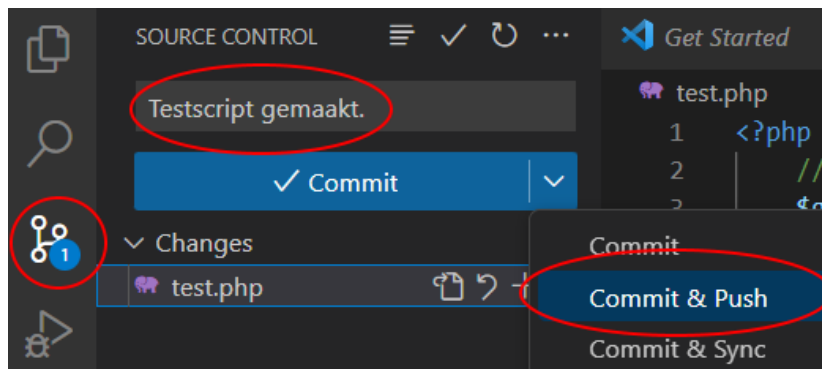 SOURCE CONTROL
Get Started
Testscript gemaakt.
test.php
1 <?php
Commit
2 //
3
Changes
1
test.php
Commit
Commit & Push
Commit & Sync